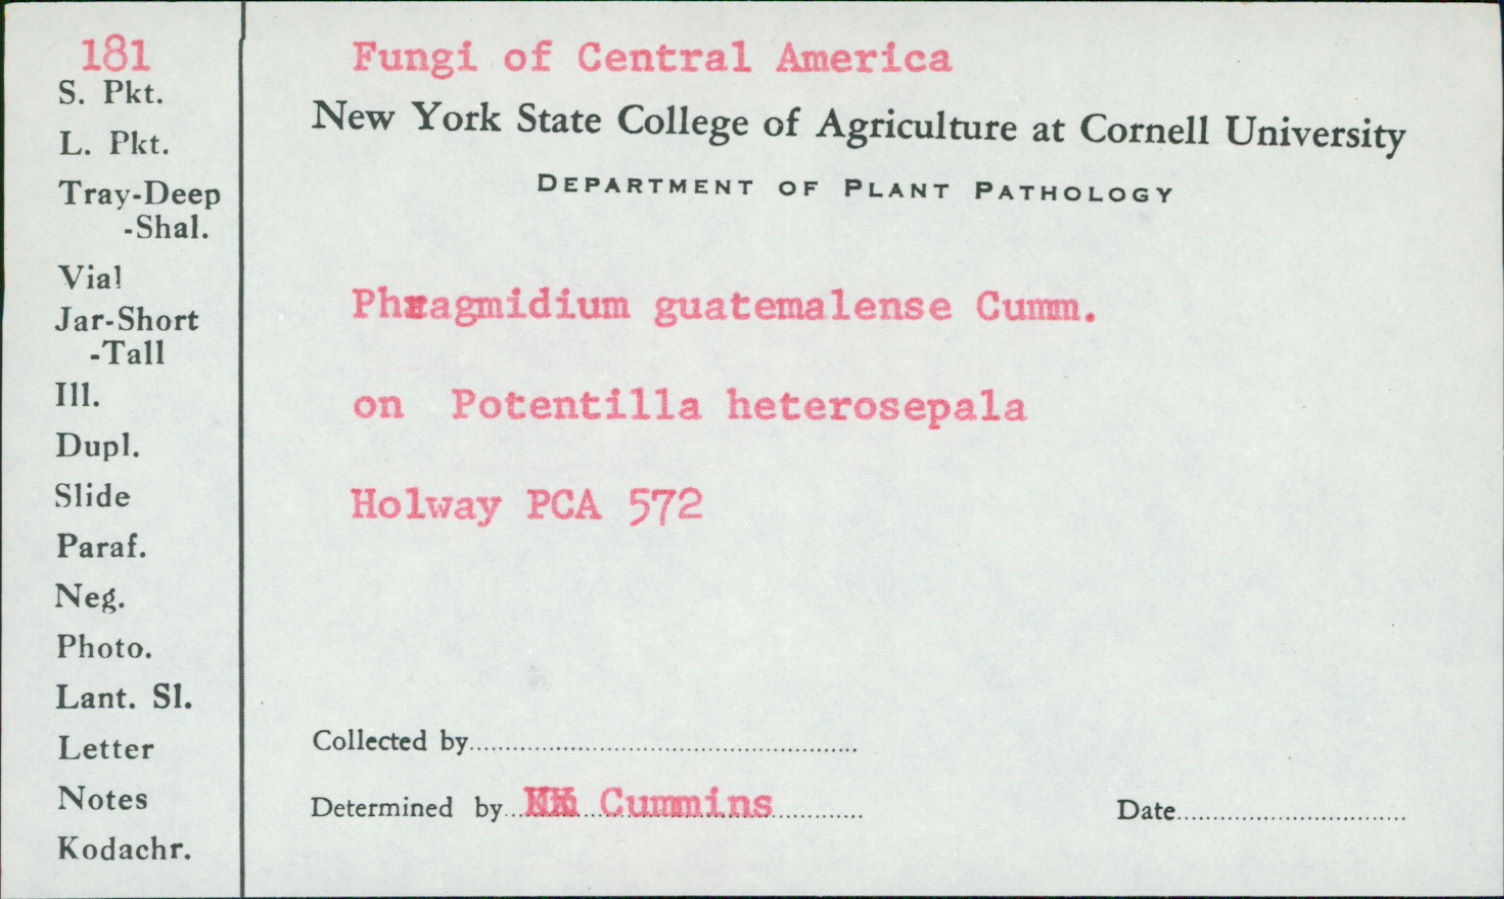 181
S. Pkt.
L. Pkt.
Tray-Deep
-Shal.
Vial
Jar-Short
-Tall
Ill.
Dupl.
Slide
Paraf.
Neg.
Photo.
Lant. Sl.
Letter
Notes
Kodachr.
Fungi of Central America
New York State College of Agriculture at Cornell University
DEPARTMENT OF PLANT PATHOLOGY
Phragmidium guatemalense Cumm.
on Potentilla heterosepala
Holway PCA 572
Collected by
Determined by Cummins
Date